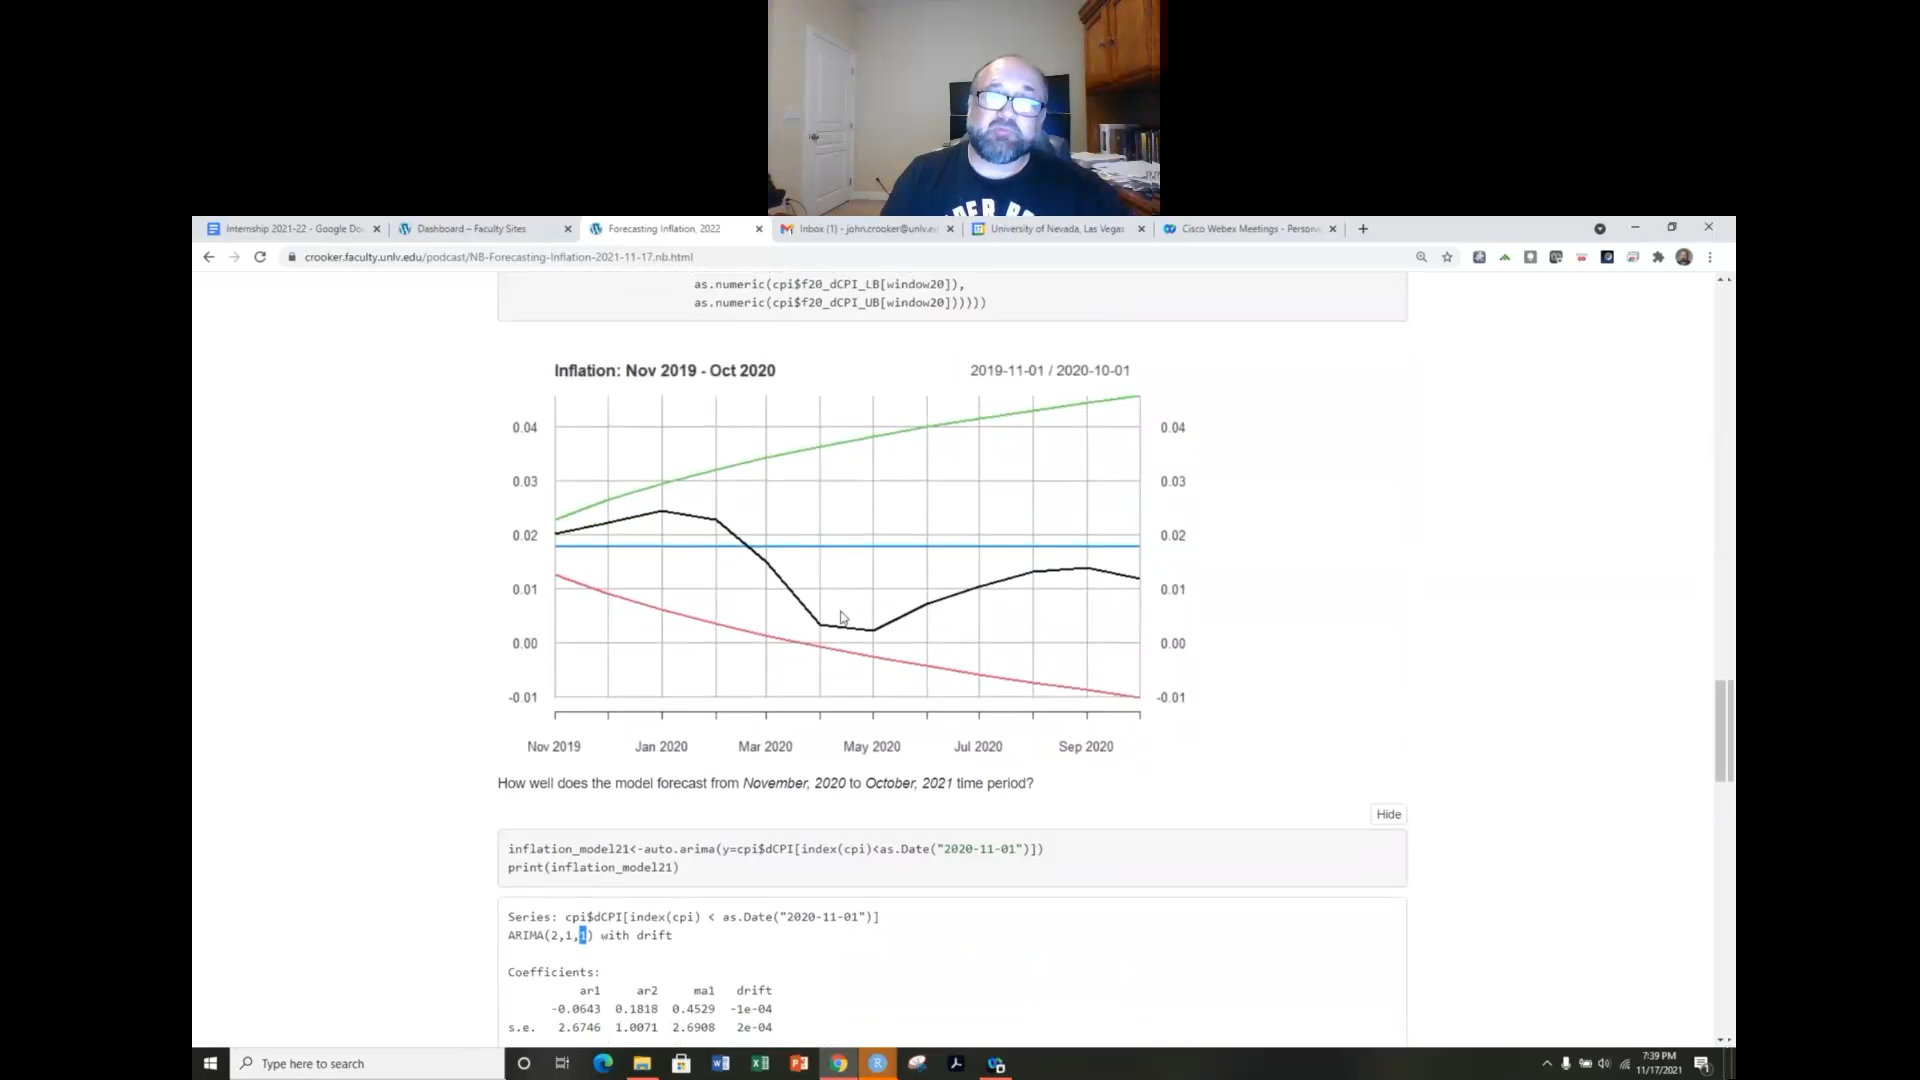 Internship 2021-22 - Google Do
Dashboard – Faculty Sites
Forecasting Inflation, 2022
Inbox (1) - john.crooker@unlv.e
University of Nevada, Las Vegas
Cisco Webex Meetings - Persona
crooker.faculty.unlv.edu/podcast/NB-Forecasting-Inflation-2021-11-17.nb.html
as.numeric(cpi$f20_dCPI_LB[window20]),
as.numeric(cpi$f20_dCPI_UB[window20]))))))
Inflation: Nov 2019 - Oct 2020
2019-11-01 / 2020-10-01
0.04 0.04
0.03 0.03
0.02 0.02
0.01 0.01
0.00 0.00
-0.01 -0.01
Nov 2019 Jan 2020 Mar 2020 May 2020 Jul 2020 Sep 2020
How well does the model forecast from November, 2020 to October, 2021 time period?
Hide
inflation_model21<-auto.arima(y=cpi$dCPI[index(cpi)<as.Date("2020-11-01")])
print(inflation_model21)
Series: cpi$dCPI[index(cpi) < as.Date("2020-11-01")]
ARIMA(2,1,1) with drift
Coefficients:
ar1 ar2 ma1 drift
-0.0643 0.1818 0.4529 -1e-04
s.e. 2.6746 1.0071 2.6908 2e-04
Type here to search
7:39 PM
11/17/2021